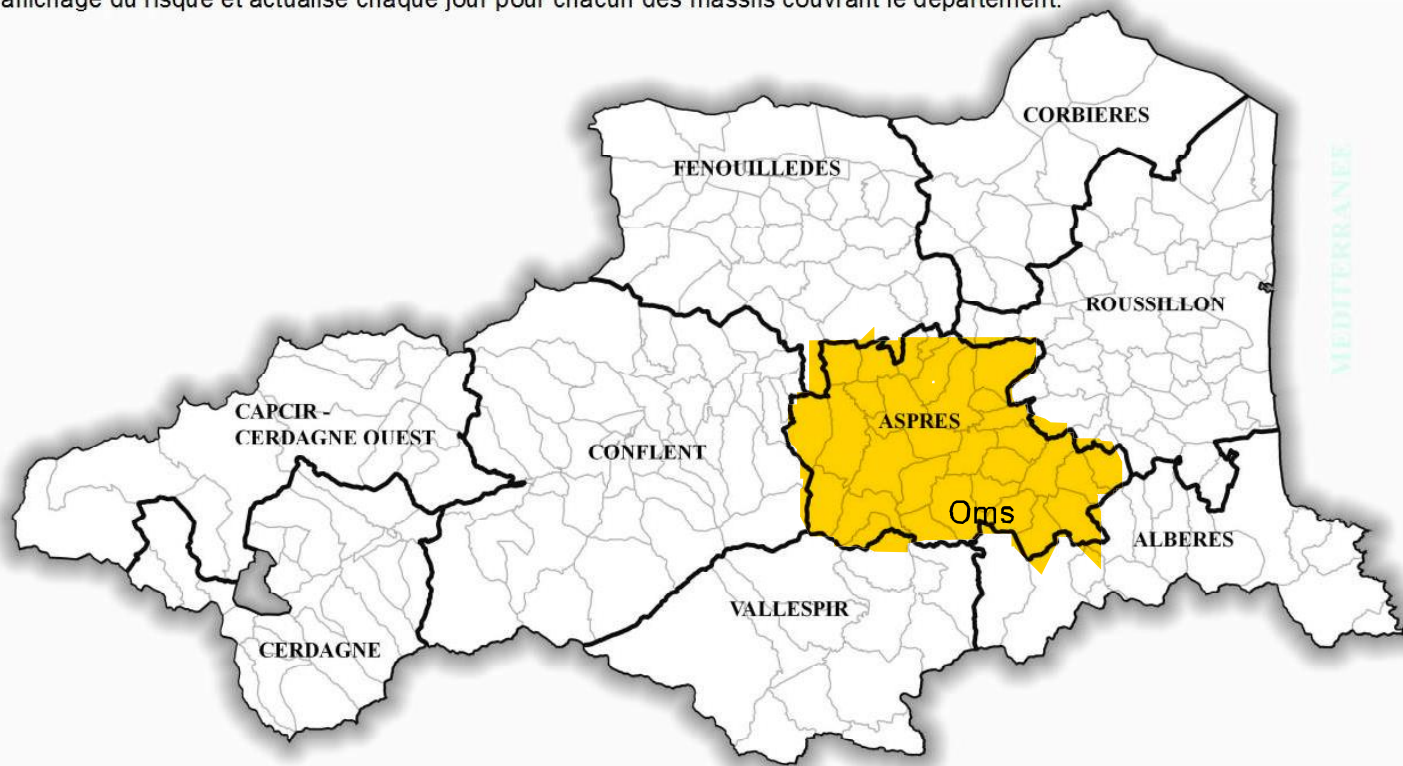 affichage du risque et actualisé chaque jour pour chacun des massifs couvrant le département.
CORBIERES
FENOUILLEDES
MEDITERRANEE
ROUSSILLON
CAPCIR -
CERDAGNE OUEST
ASPRES
CONFLENT
Oms
ALBERES
VALLESPIR
CERDAGNE